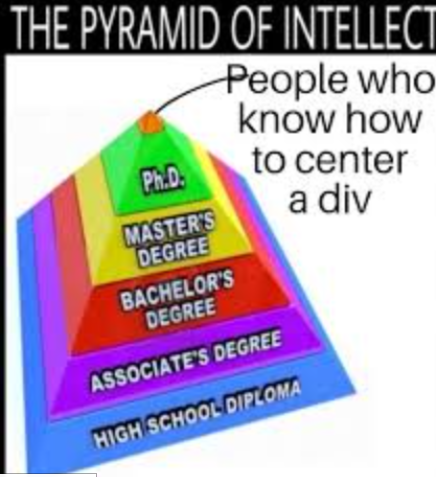 THE PYRAMID OF INTELLECT
People who
know how
to center
a div
Ph.D.
MASTER'S
DEGREE
BACHELOR'S
DEGREE
ASSOCIATE'S DEGREE
HIGH SCHOOL DIPLOMA